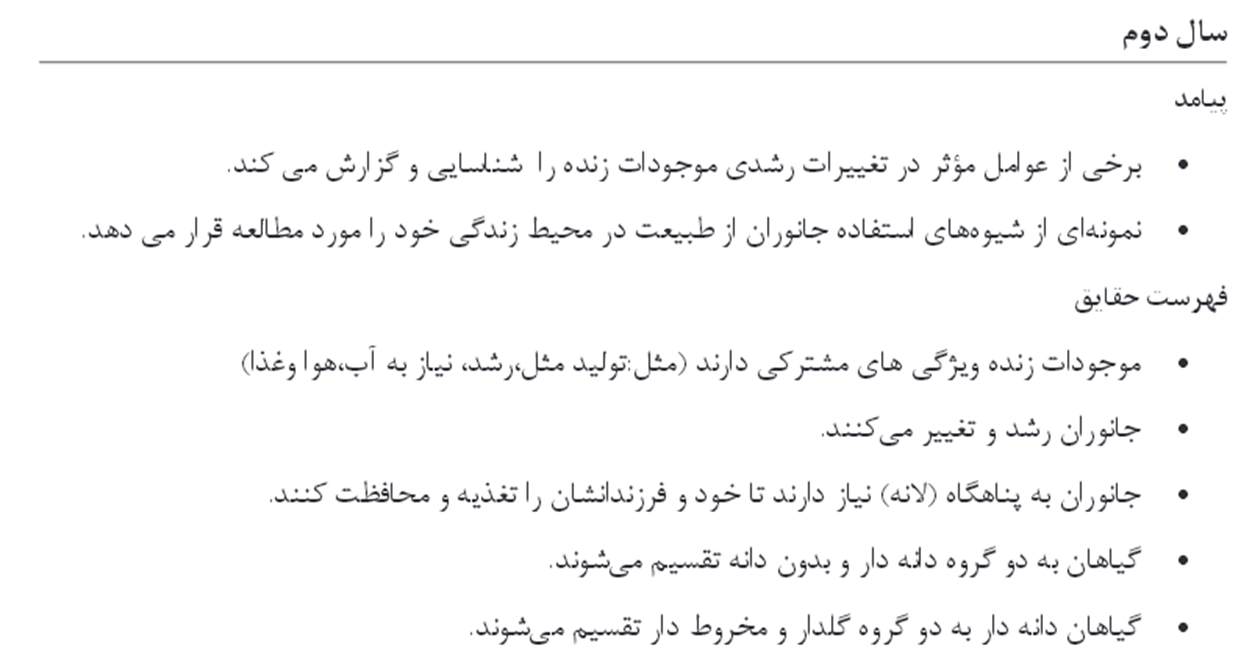 سال دوم
پیامد
• برخی از عوامل مؤثر در تغییرات رشدی موجودات زنده را شناسایی و گزارش می کند.
• نمونه‌ای از شیوه‌های استفاده جانوران از طبیعت در محیط زندگی خود را مورد مطالعه قرار می دهد.
فهرست حقایق
• موجودات زنده ویژگی های مشترکی دارند (مثل:تولید مثل،رشد، نیاز به آب،هوا وغذا)
• جانوران رشد و تغییر می‌کنند.
• جانوران به پناهگاه (لانه) نیاز دارند تا خود و فرزندانشان را تغذیه و محافظت کنند.
• گیاهان به دو گروه دانه دار و بدون دانه تقسیم می‌شوند.
• گیاهان دانه دار به دو گروه گلدار و مخروط دار تقسیم می‌شوند.